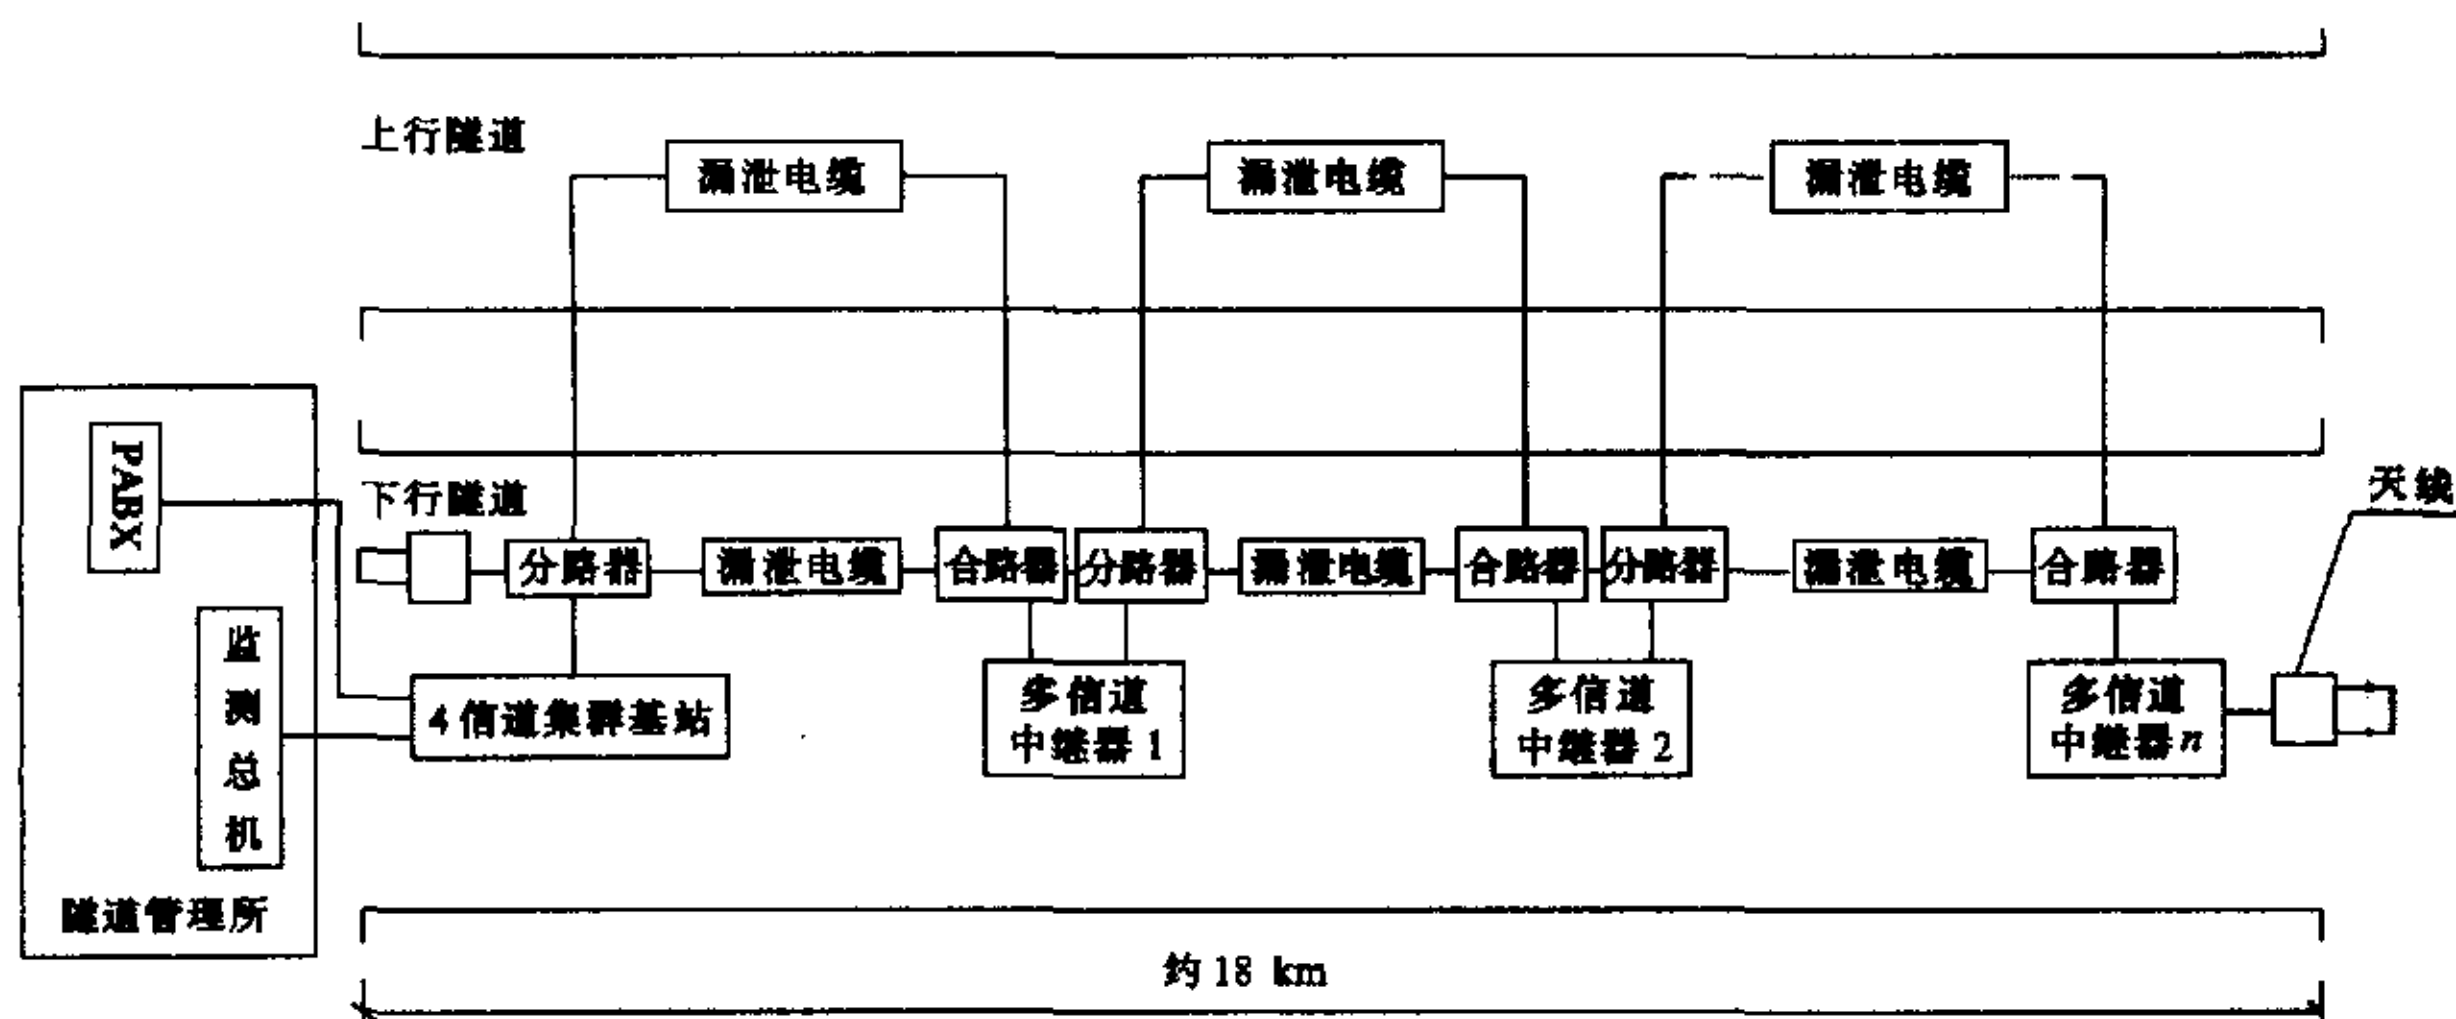 上行隧道
漏泄电缆
漏泄电缆
漏泄电缆
PABX
下行隧道
天线
分路器
漏泄电缆
合路器
分路器
漏泄电缆
合路器
分路群
漏泄电缆
合路器
监测总机
4信道集群基站
多信道
中继器1
多信道
中继器2
多信道
中继器n
隧道管理所
约18 km